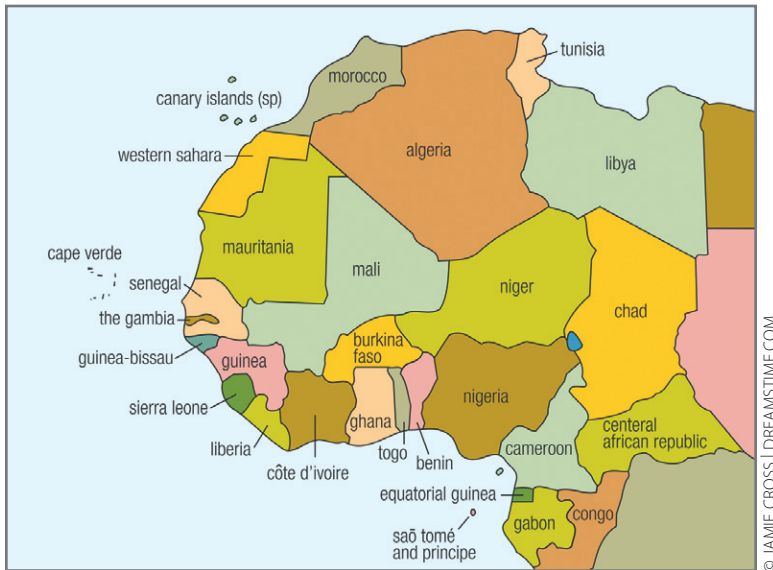 tunisia
morocco
canary islands (sp)
algeria
western sahara
libya
mauritania
cape verde
mali
senegal
niger
chad
the gambia
burkina
faso
guinea-bissau
guinea
nigeria
sierra leone
ghana
central
african republic
liberia
togo
cameroon
benin
côte d'ivoire
equatorial guinea
congo
gabon
saõ tomé
and principe
© JAMIE CROSS | DREAMSTIME.COM